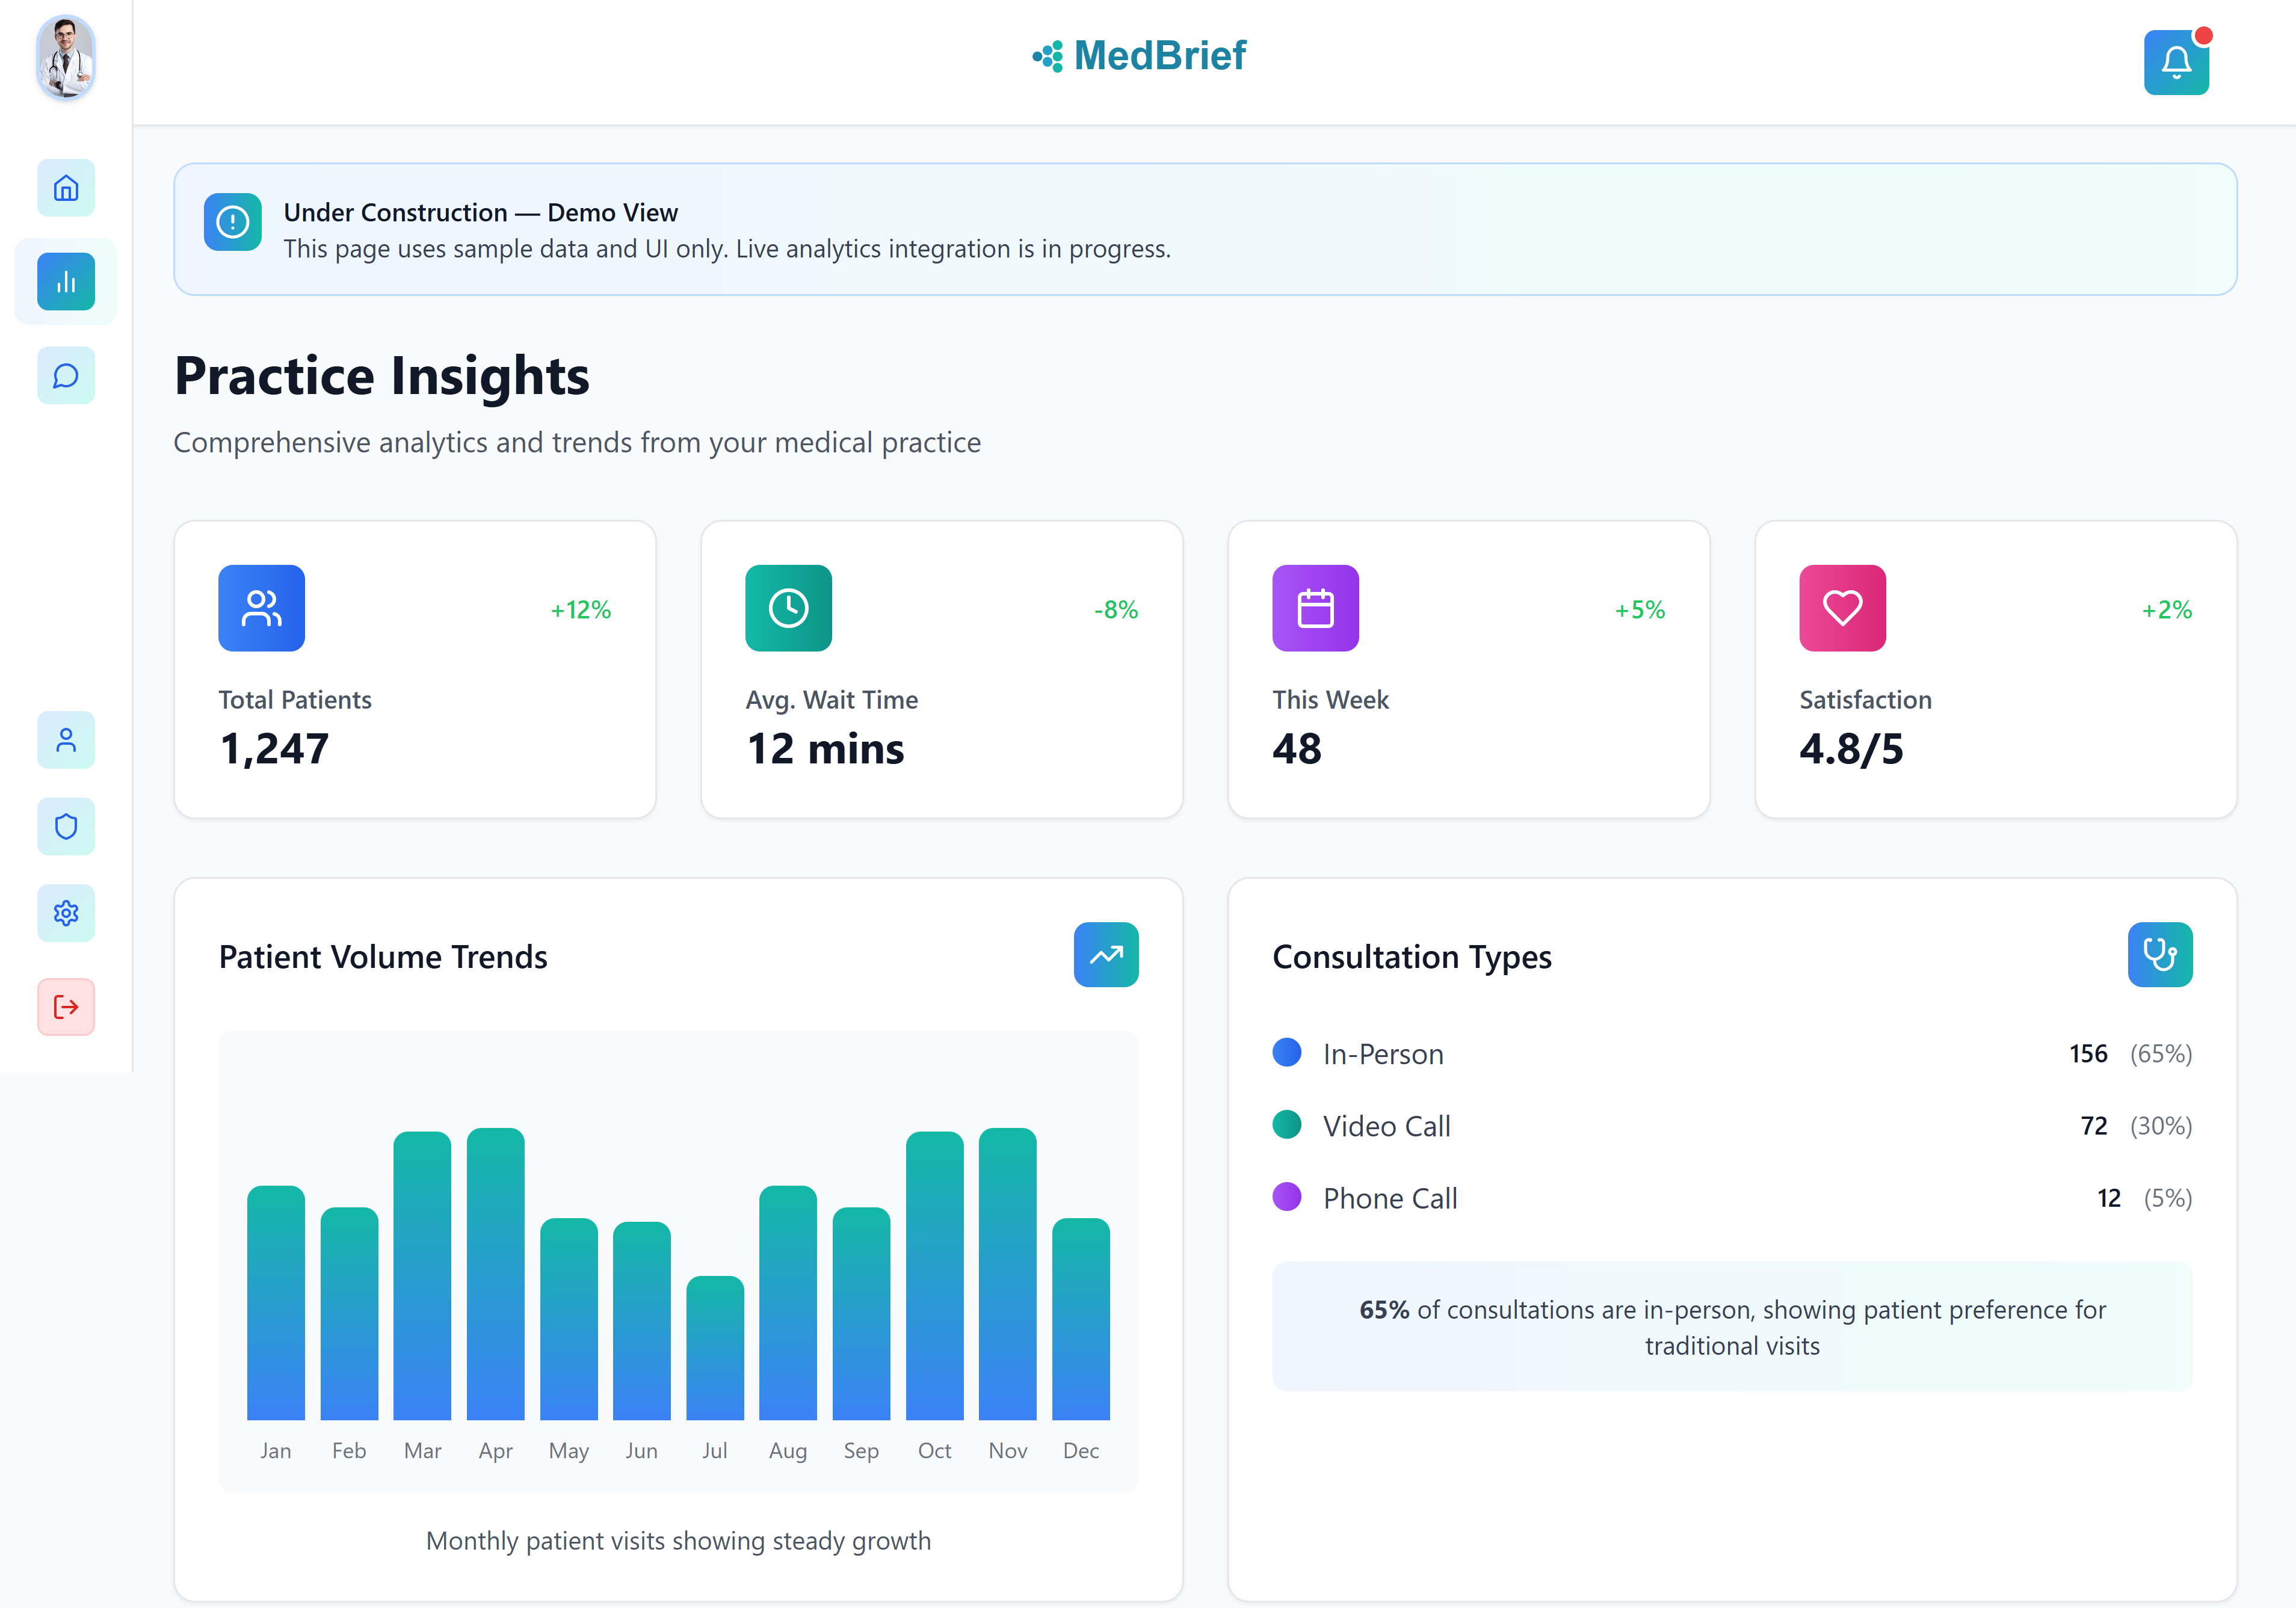 MedBrief
Under Construction — Demo View
This page uses sample data and UI only. Live analytics integration is in progress.
Practice Insights
Comprehensive analytics and trends from your medical practice
+12%
Total Patients
1,247
-8%
Avg. Wait Time
12 mins
+5%
This Week
48
+2%
Satisfaction
4.8/5
Patient Volume Trends
Jan Feb Mar Apr May Jun Jul Aug Sep Oct Nov Dec
Monthly patient visits showing steady growth
Consultation Types
In-Person 156 (65%)
Video Call 72 (30%)
Phone Call 12 (5%)
65% of consultations are in-person, showing patient preference for
traditional visits